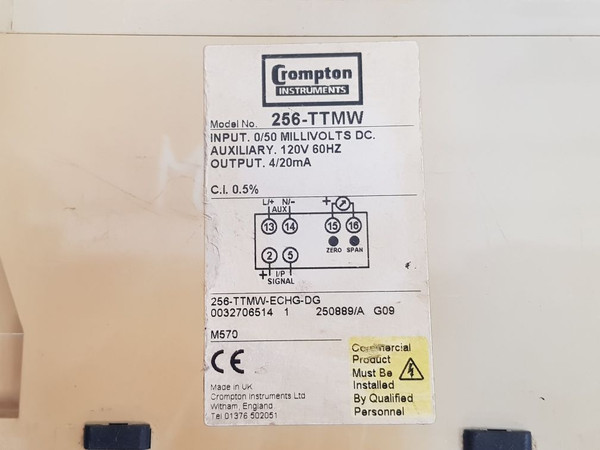 Crompton
INSTRUMENTS
Model No. 256-TTMW
INPUT. 0/50 MILLIVOLTS DC.
AUXILIARY. 120V 60HZ
OUTPUT. 4/20mA
C.I. 0.5%
L/+ N/-
AUX
+
13 14 15 16
ZERO SPAN
2 5
+ I/P -
SIGNAL
256-TTMW-ECHG-DG
0032706514 1 250889/A G09
M570
CE
Made in UK
Crompton Instruments Ltd
Witham, England
Tel 01376 502051
Commercial
Product
Must Be
Installed
By Qualified
Personnel